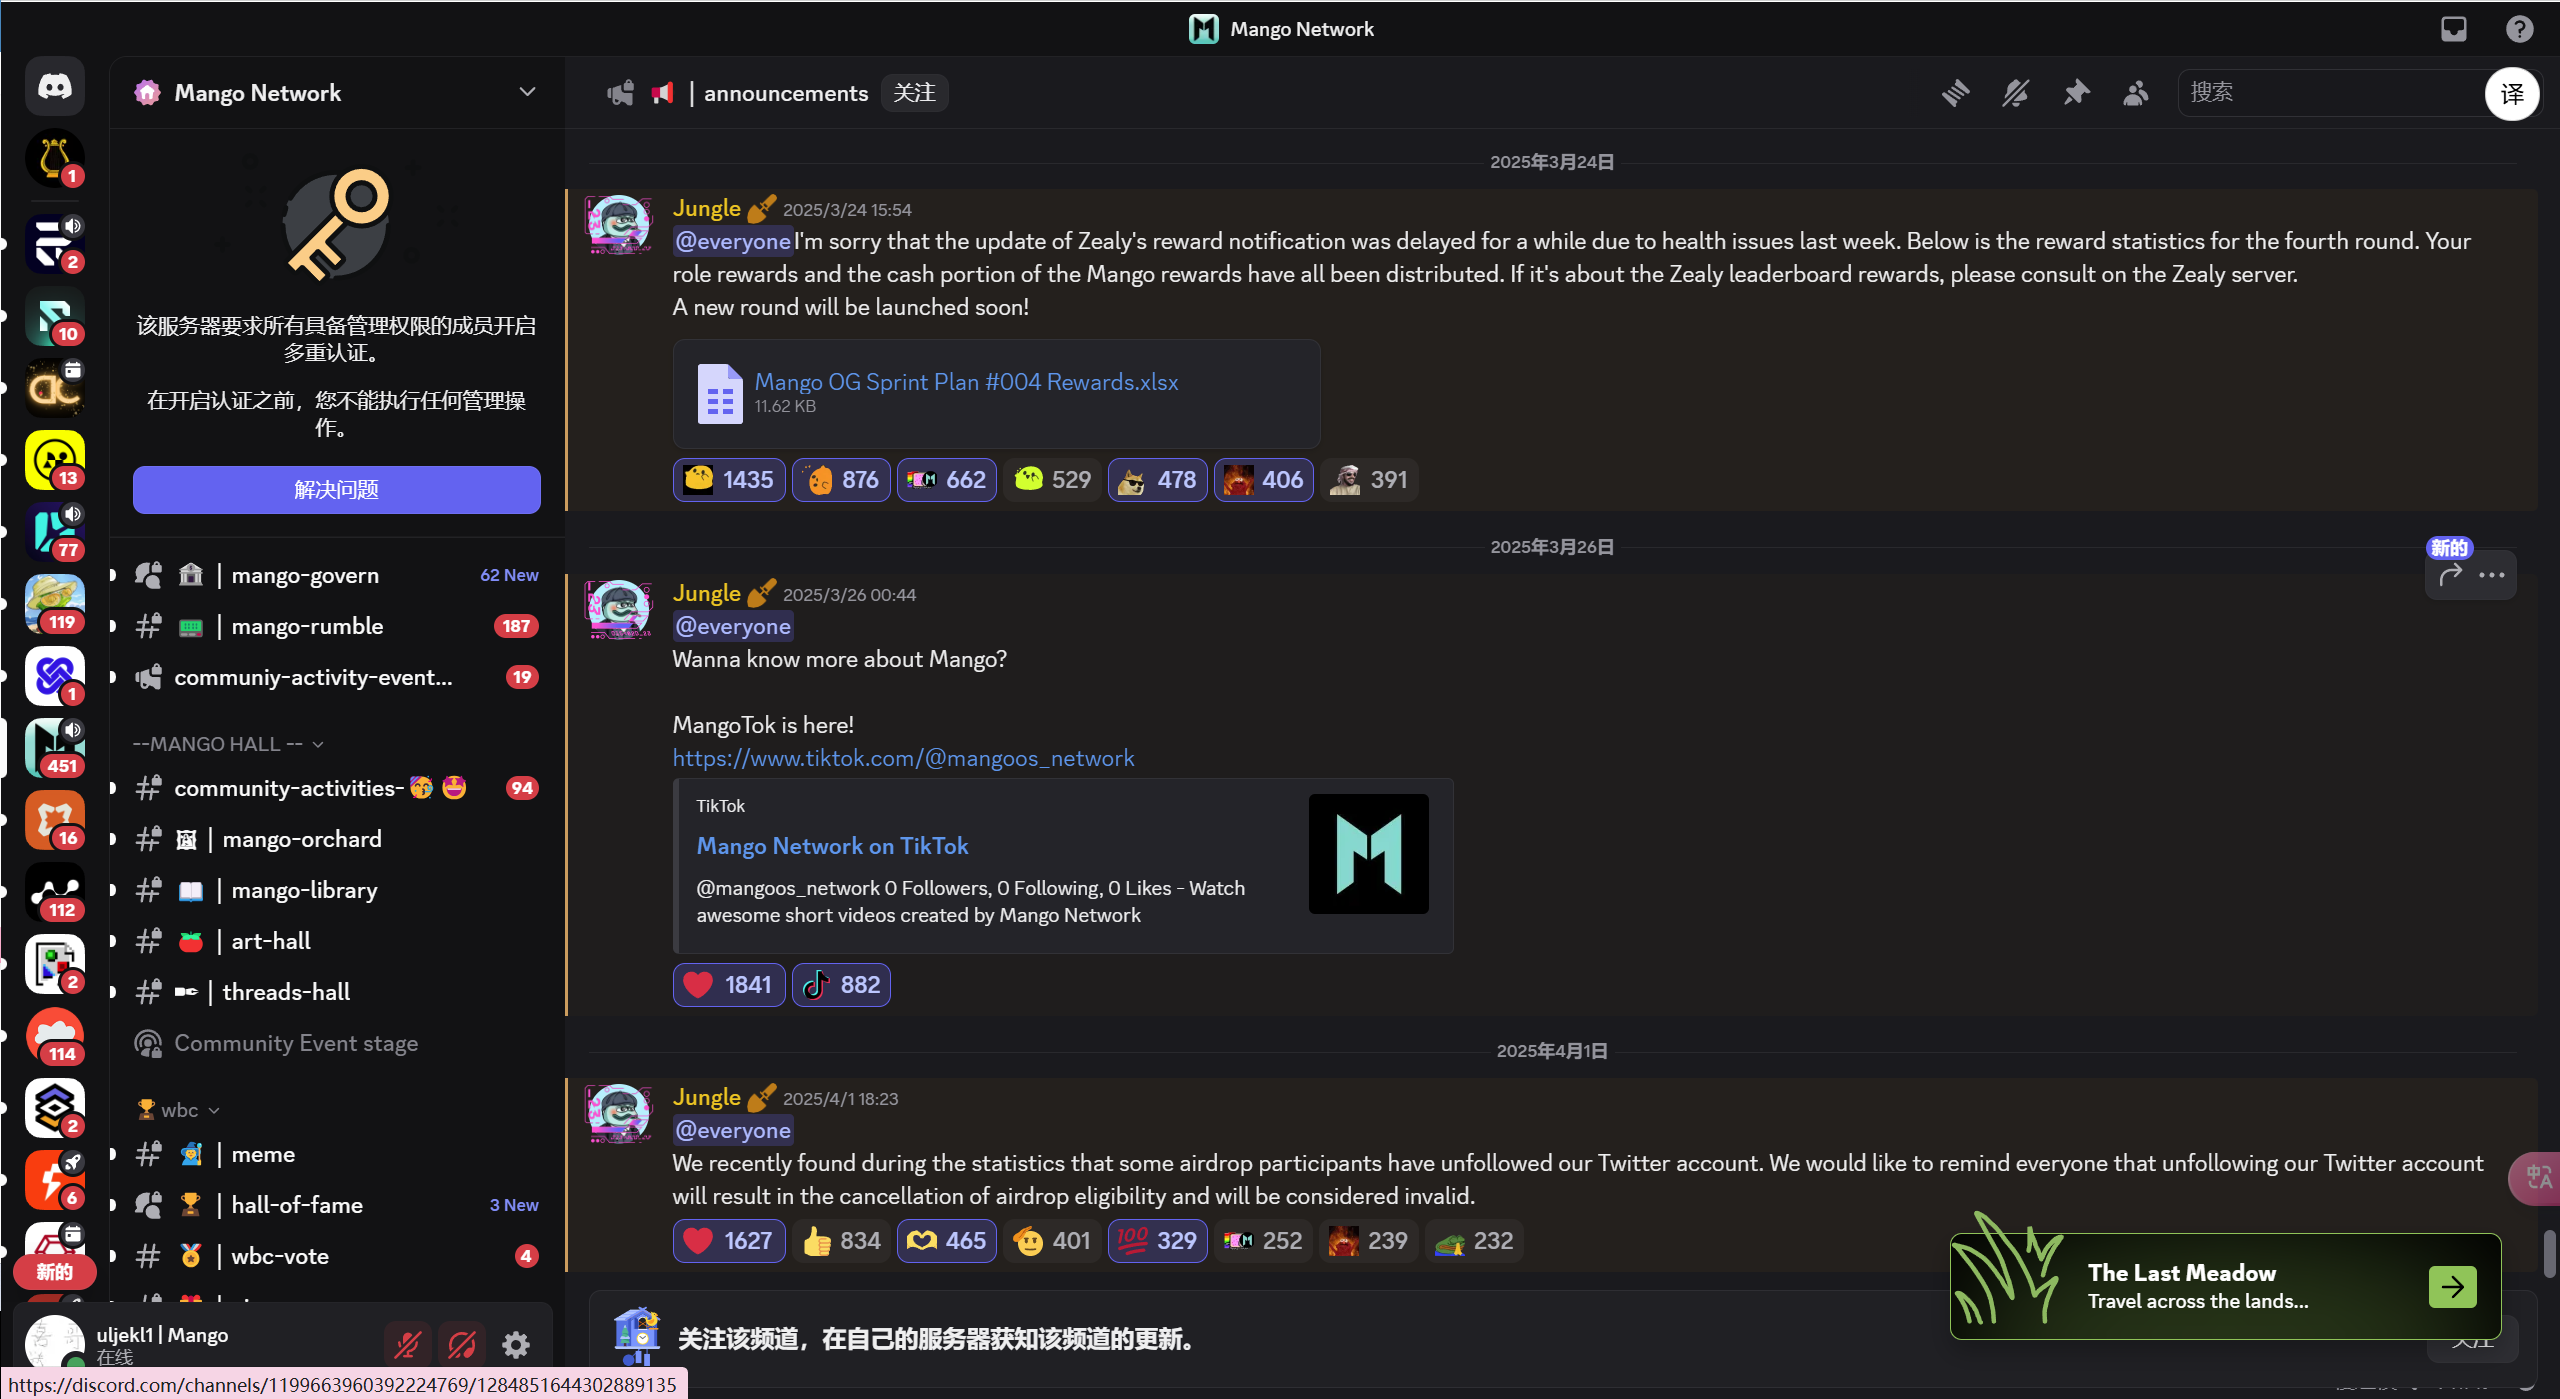 Mango Network
Mango Network
该服务器要求所有具备管理权限的成员开启
多重认证。
在开启认证之前，您不能执行任何管理操
作。
解决问题
| mango-govern
62 New
| mango-rumble
187
communiy-activity-event...
19
--MANGO HALL --
community-activities-
94
| mango-orchard
| mango-library
| art-hall
| threads-hall
Community Event stage
wbc
| meme
| hall-of-fame
3 New
| wbc-vote
4
1
2
10
13
77
119
1
451
16
112
2
114
2
6
新的
uljekl1 | Mango
在线
https://discord.com/channels/1199663960392224769/1284851644302889135
| announcements
关注
搜索
译
2025年3月24日
Jungle 2025/3/24 15:54
@everyone I'm sorry that the update of Zealy's reward notification was delayed for a while due to health issues last week. Below is the reward statistics for the fourth round. Your
role rewards and the cash portion of the Mango rewards have all been distributed. If it's about the Zealy leaderboard rewards, please consult on the Zealy server.
A new round will be launched soon!
Mango OG Sprint Plan #004 Rewards.xlsx
11.62 KB
1435 876 662 529 478 406 391
2025年3月26日
新的
Jungle 2025/3/26 00:44
@everyone
Wanna know more about Mango?
MangoTok is here!
https://www.tiktok.com/@mangoos_network
TikTok
Mango Network on TikTok
@mangoos_network 0 Followers, 0 Following, 0 Likes - Watch
awesome short videos created by Mango Network
1841 882
2025年4月1日
Jungle 2025/4/1 18:23
@everyone
We recently found during the statistics that some airdrop participants have unfollowed our Twitter account. We would like to remind everyone that unfollowing our Twitter account
will result in the cancellation of airdrop eligibility and will be considered invalid.
1627 834 465 401 329 252 239 232
The Last Meadow
Travel across the lands...
关注该频道，在自己的服务器获知该频道的更新。
关注